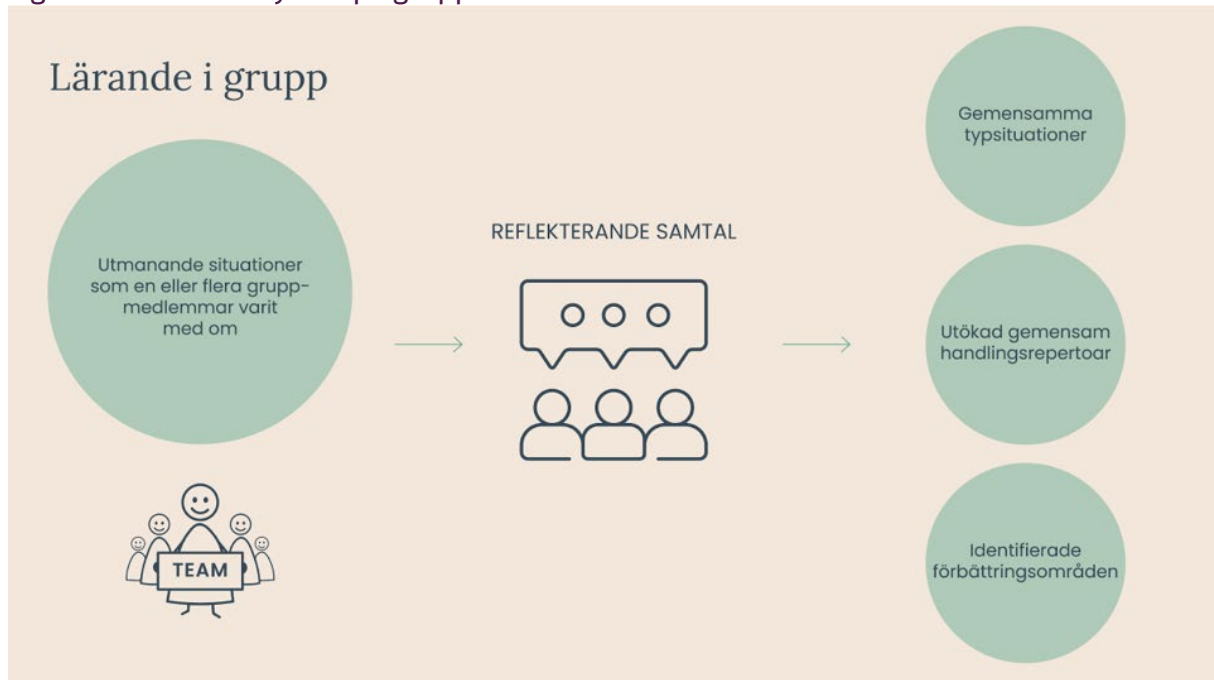 Lärande i grupp
Utmanande situationer
som en eller flera grupp-
medlemmar varit
med om
TEAM
REFLEKTERANDE SAMTAL
Gemensamma
typsituationer
Utökad gemensam
handlingsrepertoar
Identifierade
förbättringsområden